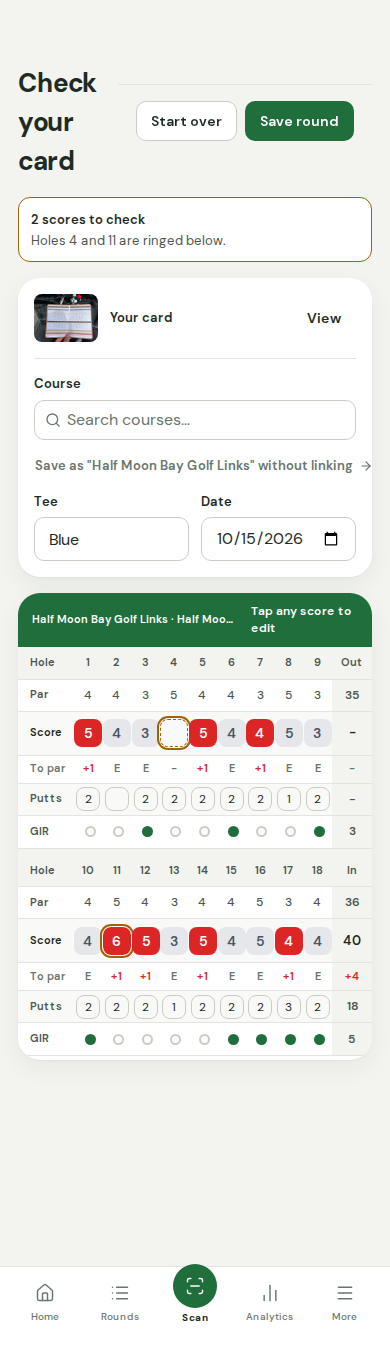 Check
your
card
Start over
Save round
2 scores to check
Holes 4 and 11 are ringed below.
Your card
View
Course
Search courses...
Save as "Half Moon Bay Golf Links" without linking
Tee
Date
Blue
10/15/2026
Half Moon Bay Golf Links · Half Moo...
Tap any score to
edit
Hole 1 2 3 4 5 6 7 8 9 Out
Par 4 4 3 5 4 4 3 5 3 35
Score 5 4 3 5 4 4 5 3 -
To par +1 E E - +1 E +1 E E -
Putts 2 2 2 2 2 2 1 2 -
GIR 3
Hole 10 11 12 13 14 15 16 17 18 In
Par 4 5 4 3 4 4 5 3 4 36
Score 4 6 5 3 5 4 5 4 4 40
To par E +1 +1 E +1 E E +1 E +4
Putts 2 2 2 1 2 2 2 3 2 18
GIR 5
Home
Rounds
Scan
Analytics
More